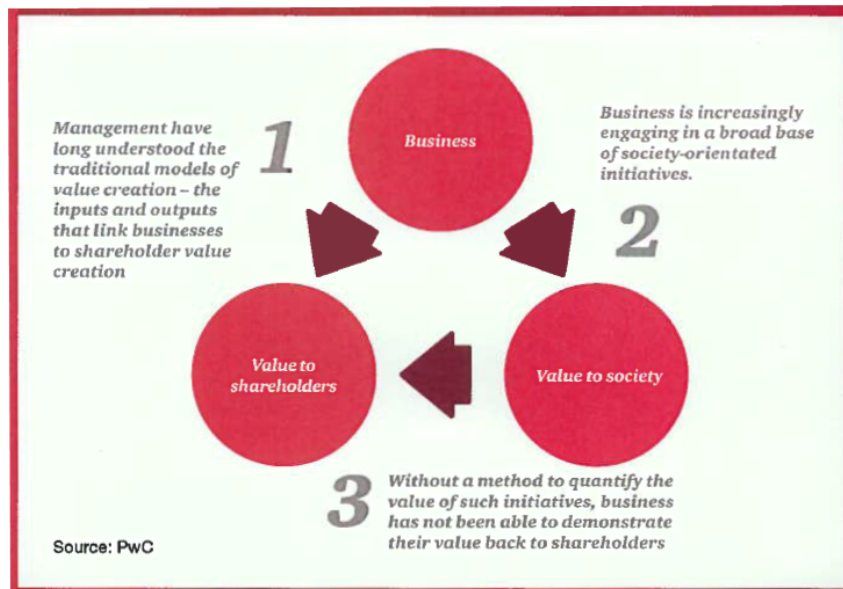 Business
1
Management have
long understood the
traditional models of
value creation – the
inputs and outputs
that link businesses
to shareholder value
creation
Business is increasingly
engaging in a broad base
of society-orientated
initiatives.
2
Value to
shareholders
Value to society
3
Without a method to quantify the
value of such initiatives, business
has not been able to demonstrate
their value back to shareholders
Source: PwC